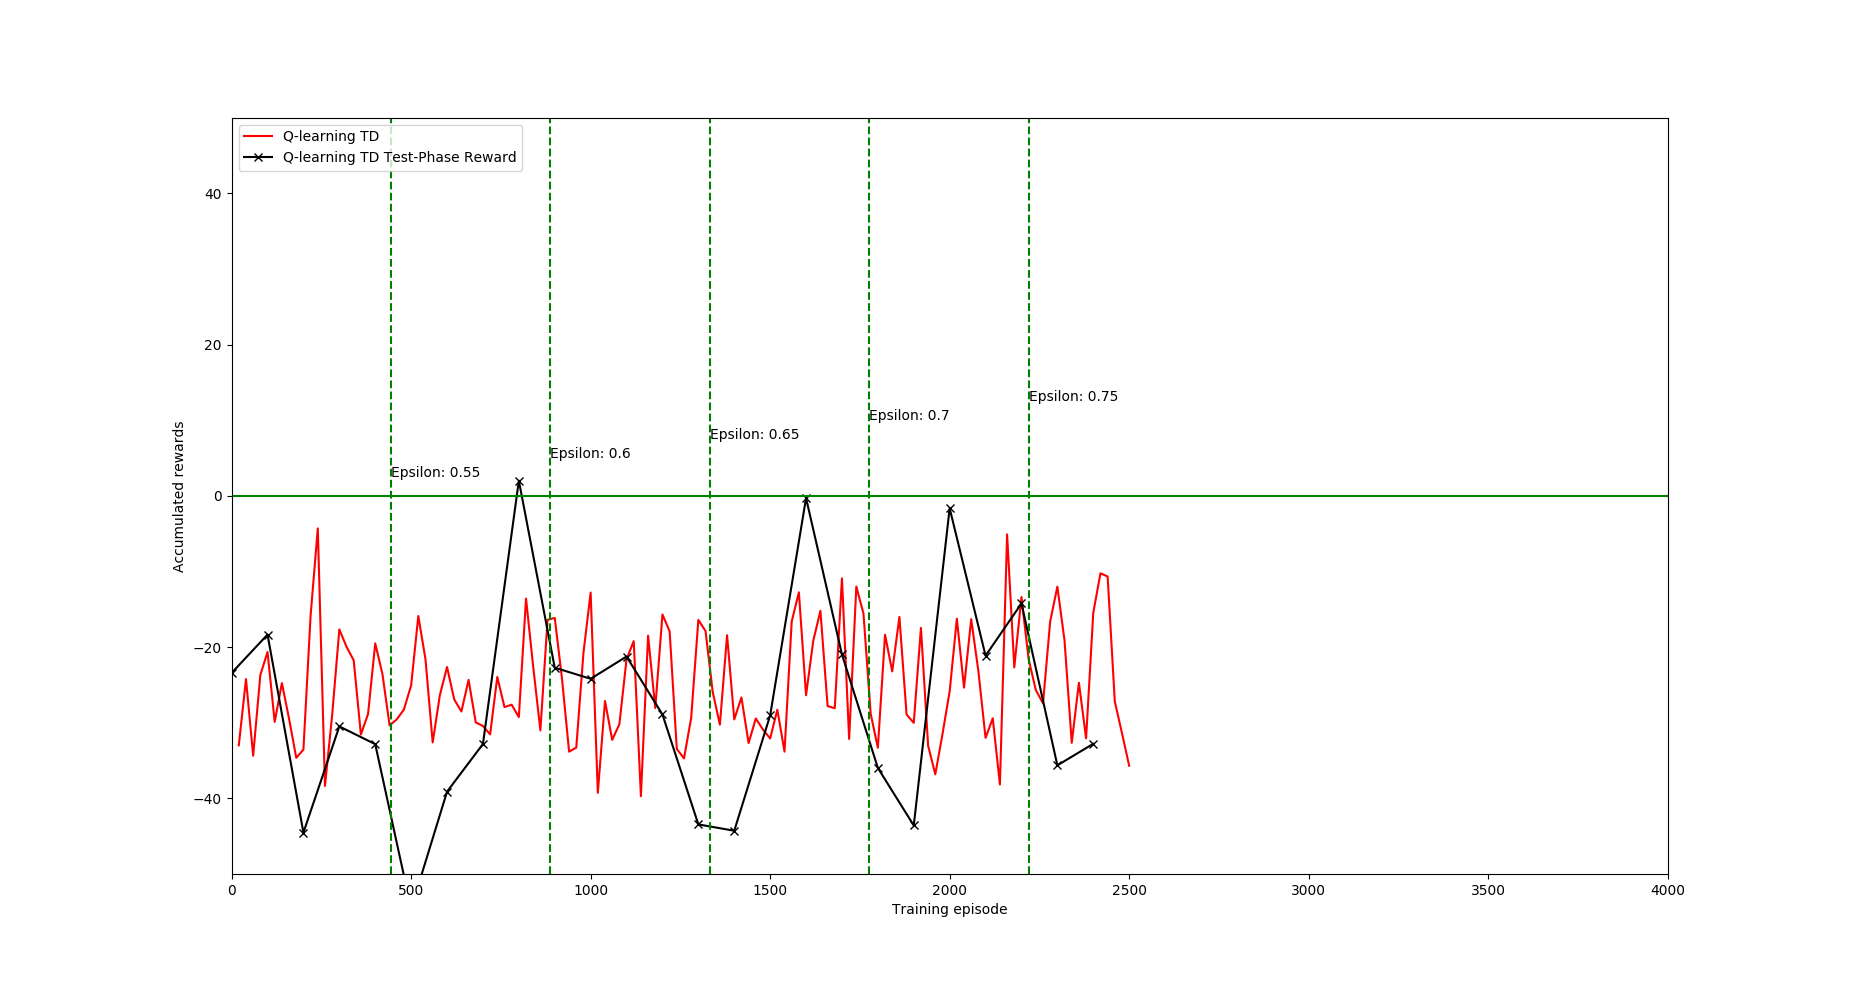 Q-learning TD
Q-learning TD Test-Phase Reward
40
20
0
−20
−40
Accumulated rewards
Epsilon: 0.55
Epsilon: 0.6
Epsilon: 0.65
Epsilon: 0.7
Epsilon: 0.75
0 500 1000 1500 2000 2500 3000 3500 4000
Training episode